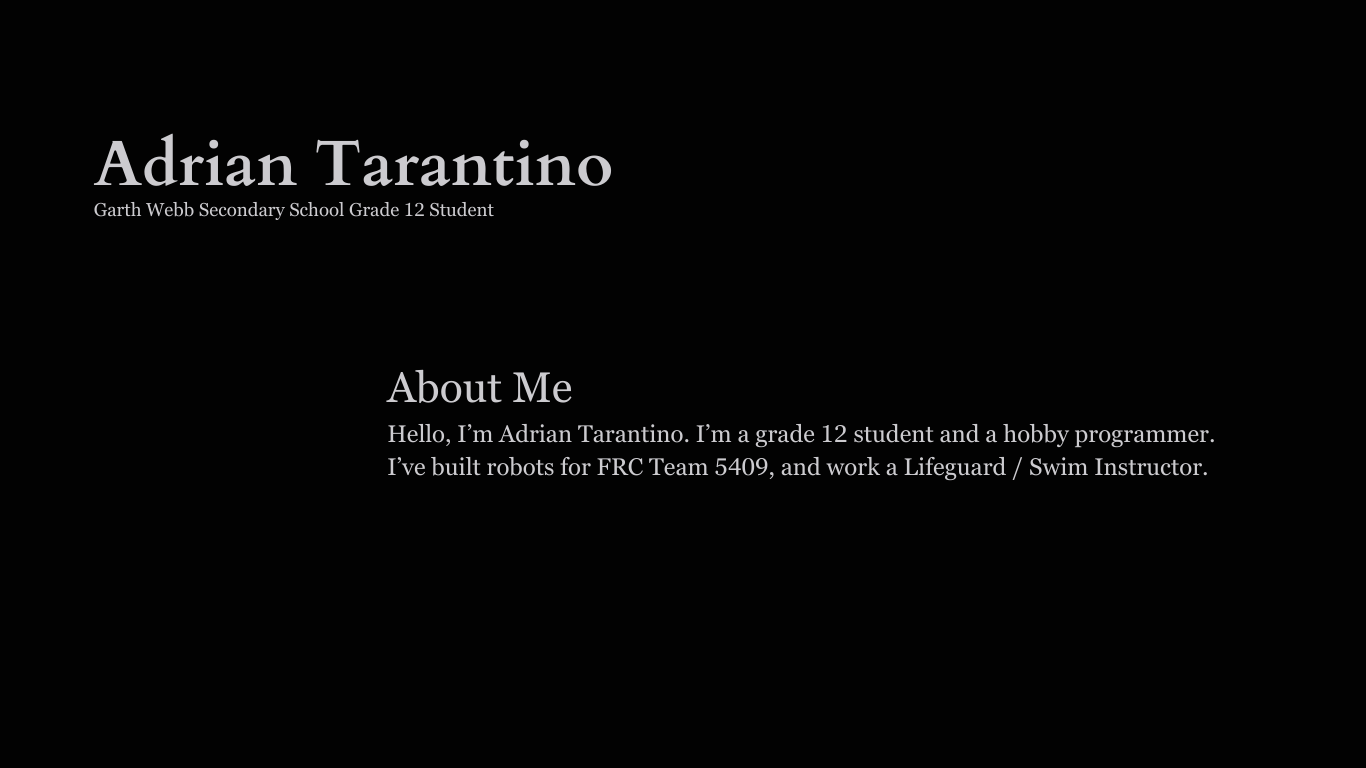 Adrian Tarantino
Garth Webb Secondary School Grade 12 Student
About Me
Hello, I’m Adrian Tarantino. I’m a grade 12 student and a hobby programmer.
I’ve built robots for FRC Team 5409, and work a Lifeguard / Swim Instructor.